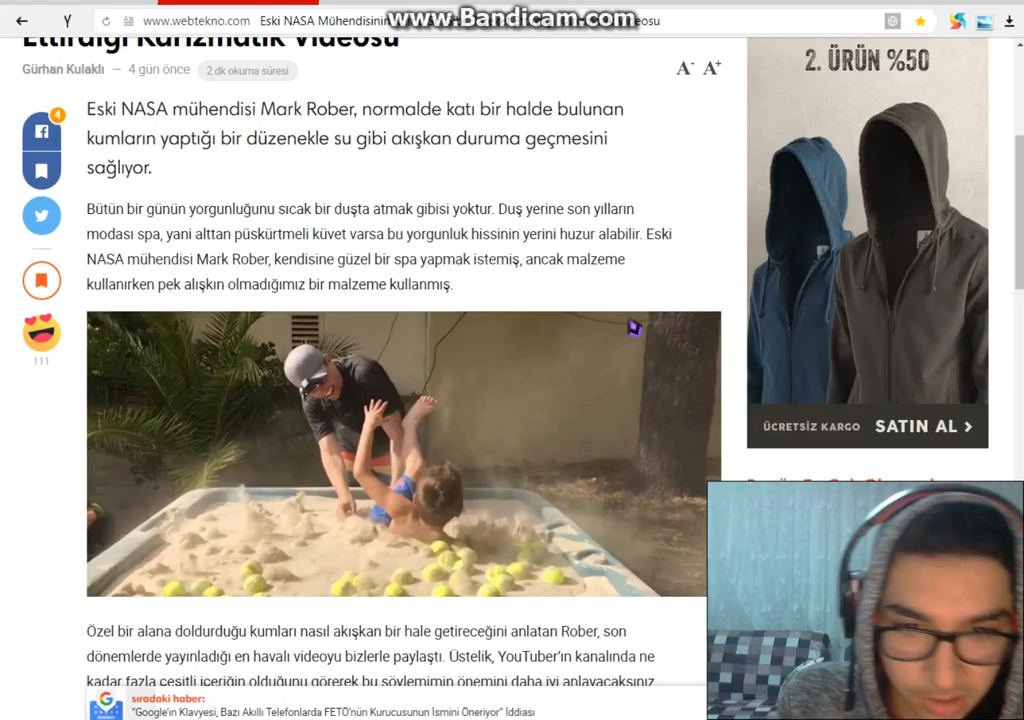 www.webtekno.com Eski NASA Mühendisinin
www.Bandicam.com
Ettirdiği Karizmatik Videosu
Gürhan Kulaklı — 4 gün önce 2 dk okuma süresi
A- A+
4
Eski NASA mühendisi Mark Rober, normalde katı bir halde bulunan
kumların yaptığı bir düzenekle su gibi akışkan duruma geçmesini
sağlıyor.
Bütün bir günün yorgunluğunu sıcak bir duşta atmak gibisi yoktur. Duş yerine son yılların
modası spa, yani alttan püskürtmeli küvet varsa bu yorgunluk hissinin yerini huzur alabilir. Eski
NASA mühendisi Mark Rober, kendisine güzel bir spa yapmak istemiş, ancak malzeme
kullanırken pek alışkın olmadığımız bir malzeme kullanmış.
111
Özel bir alana doldurduğu kumları nasıl akışkan bir hale getireceğini anlatan Rober, son
dönemlerde yayınladığı en havalı videoyu bizlerle paylaştı. Üstelik, YouTuber'ın kanalında ne
kadar fazla çeşitli içeriğin olduğunu görerek bu söylemimin önemini daha iyi anlayacaksınız
sıradaki haber:
"Google'ın Klavyesi, Bazı Akıllı Telefonlarda FETÖ'nün Kurucusunun İsmini Öneriyor" İddiası
2. ÜRÜN %50
ÜCRETSİZ KARGO SATIN AL >